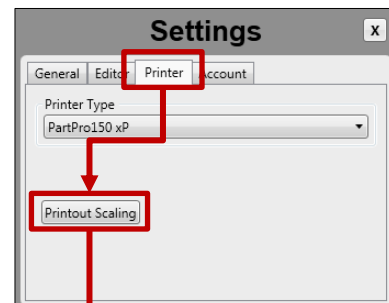 Settings
x
General Editor Printer Account
Printer Type
PartPro150 xP
Printout Scaling